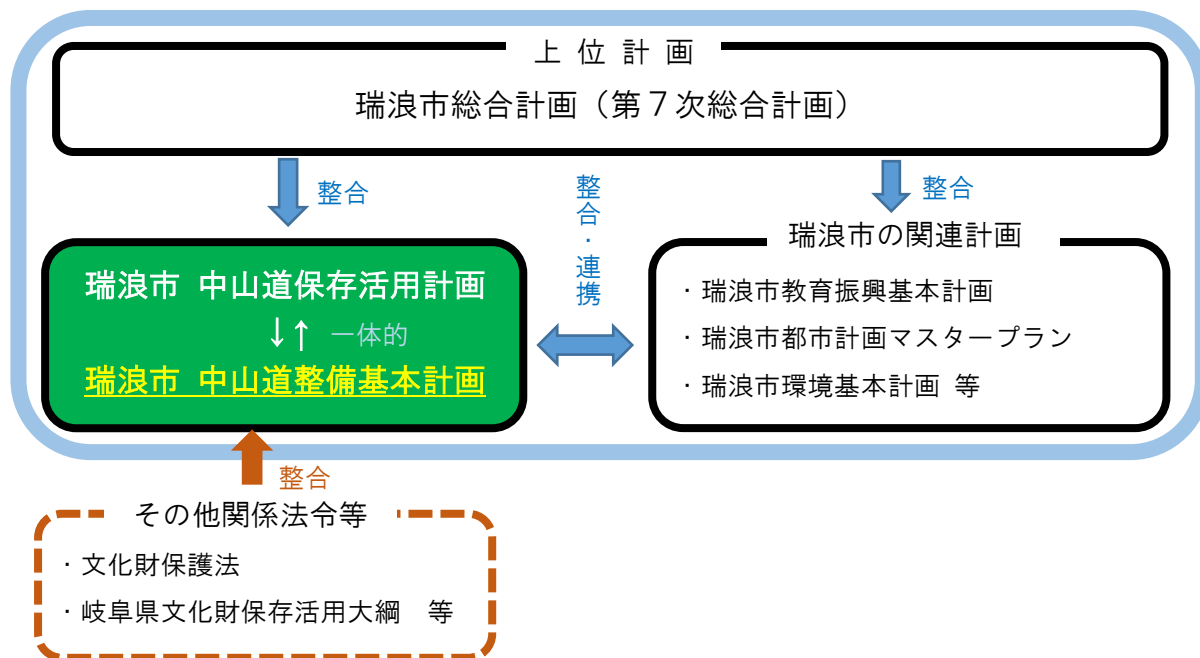 上 位 計 画
瑞浪市総合計画（第７次総合計画）
整合
整合・連携
整合
瑞浪市 中山道保存活用計画
↓↑ 一体的
瑞浪市 中山道整備基本計画
瑞浪市の関連計画
・瑞浪市教育振興基本計画
・瑞浪市都市計画マスタープラン
・瑞浪市環境基本計画 等
整合
その他関係法令等
・文化財保護法
・岐阜県文化財保存活用大綱　等